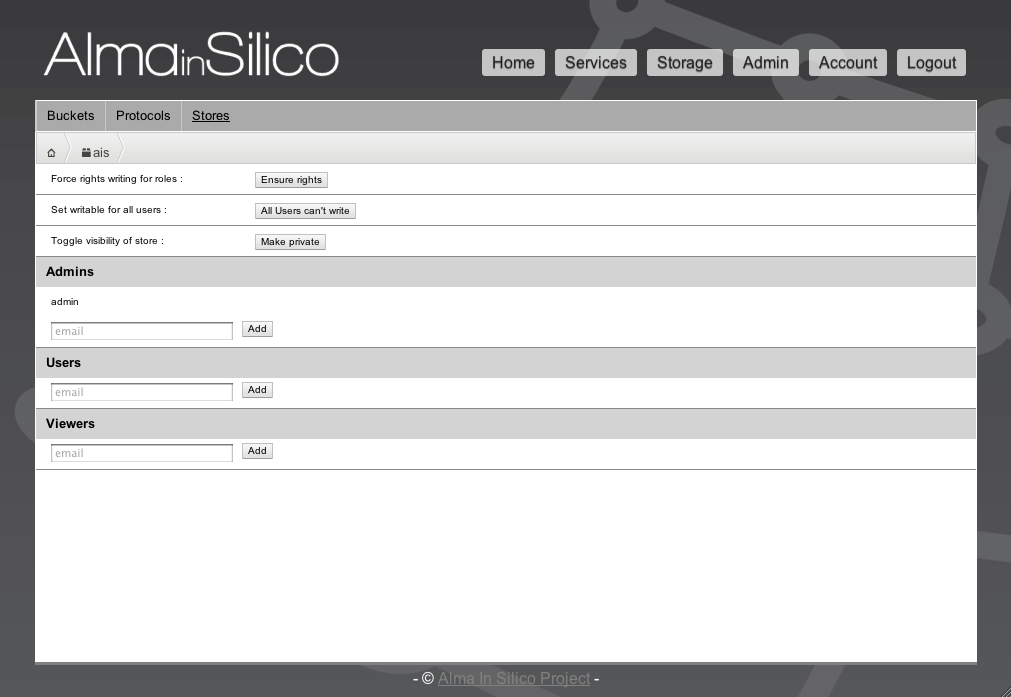 AlmainSilico
Home Services Storage Admin Account Logout
Buckets Protocols Stores
ais
Force rights writing for roles : Ensure rights
Set writable for all users : All Users can't write
Toggle visibility of store : Make private
Admins
admin
email Add
Users
email Add
Viewers
email Add
- © Alma In Silico Project -